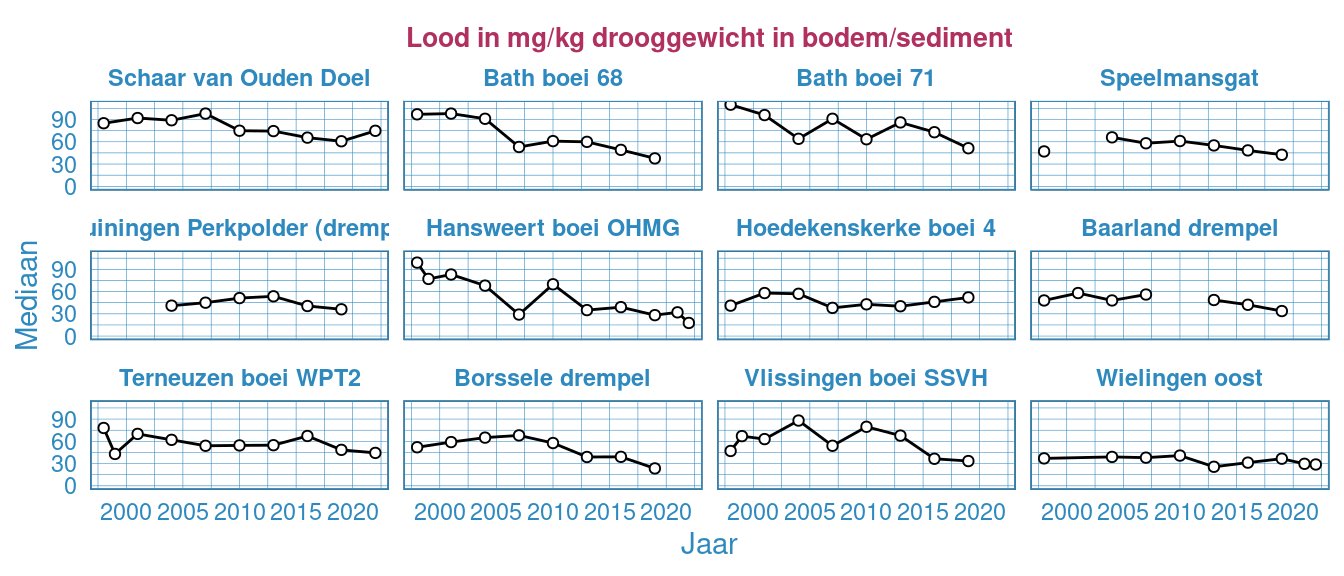 Lood in mg/kg drooggewicht in bodem/sediment
Schaar van Ouden Doel Bath boei 68 Bath boei 71 Speelmansgat
90
60
30
0
uiningen Perkpolder (dremp Hansweert boei OHMG Hoedekenskerke boei 4 Baarland drempel
Mediaan
90
60
30
0
Terneuzen boei WPT2 Borssele drempel Vlissingen boei SSVH Wielingen oost
90
60
30
0
2000 2005 2010 2015 2020 2000 2005 2010 2015 2020 2000 2005 2010 2015 2020 2000 2005 2010 2015 2020
Jaar